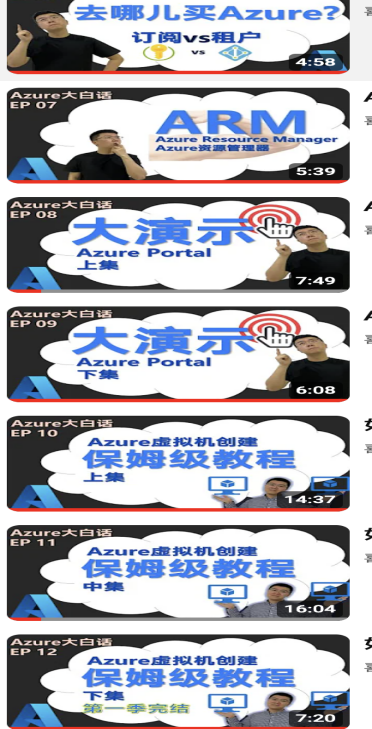 去哪儿买Azure?
订阅vs租户
vs
4:58
Azure大白话
EP 07
ARM
Azure Resource Manager
Azure资源管理器
5:39
Azure大白话
EP 08
大演示
Azure Portal
上集
7:49
Azure大白话
EP 09
大演示
Azure Portal
下集
6:08
Azure大白话
EP 10
Azure虚拟机创建
保姆级教程
上集
14:37
Azure大白话
EP 11
Azure虚拟机创建
保姆级教程
中集
16:04
Azure大白话
EP 12
Azure虚拟机创建
保姆级教程
下集
第一季完结
7:20